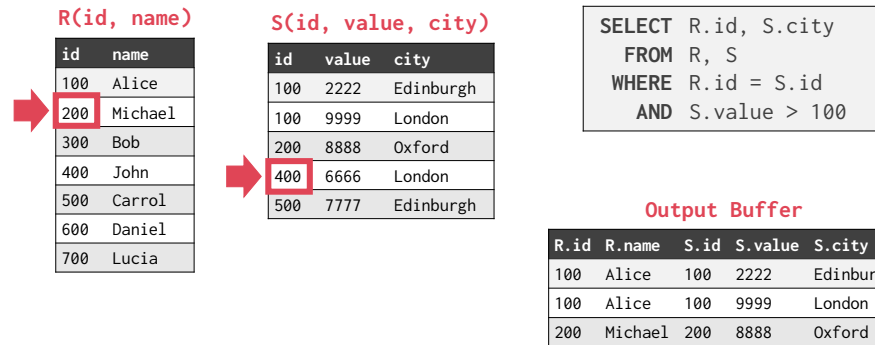 R(id, name)
id name
100 Alice
200 Michael
300 Bob
400 John
500 Carrol
600 Daniel
700 Lucia
S(id, value, city)
id value city
100 2222 Edinburgh
100 9999 London
200 8888 Oxford
400 6666 London
500 7777 Edinburgh
SELECT R.id, S.city
FROM R, S
WHERE R.id = S.id
AND S.value > 100
Output Buffer
R.id R.name S.id S.value S.city
100 Alice 100 2222 Edinbur
100 Alice 100 9999 London
200 Michael 200 8888 Oxford